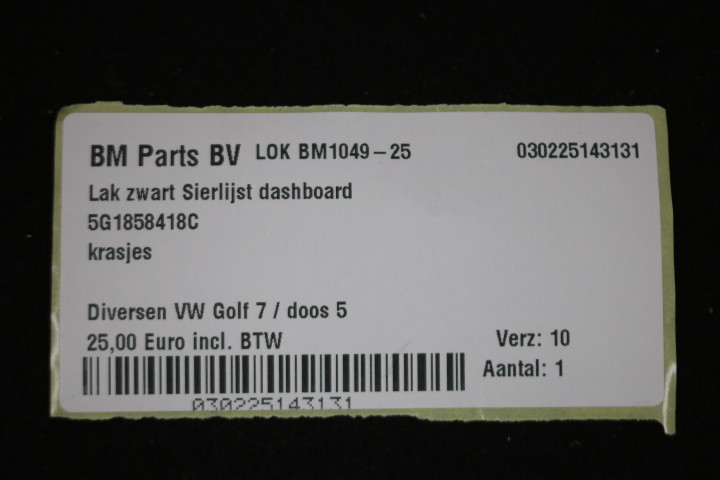 BM Parts BV LOK BM1049-25 030225143131
Lak zwart Sierlijst dashboard
5G1858418C
krasjes
Diversen VW Golf 7 / doos 5
25,00 Euro incl. BTW Verz: 10
Aantal: 1
030225143131